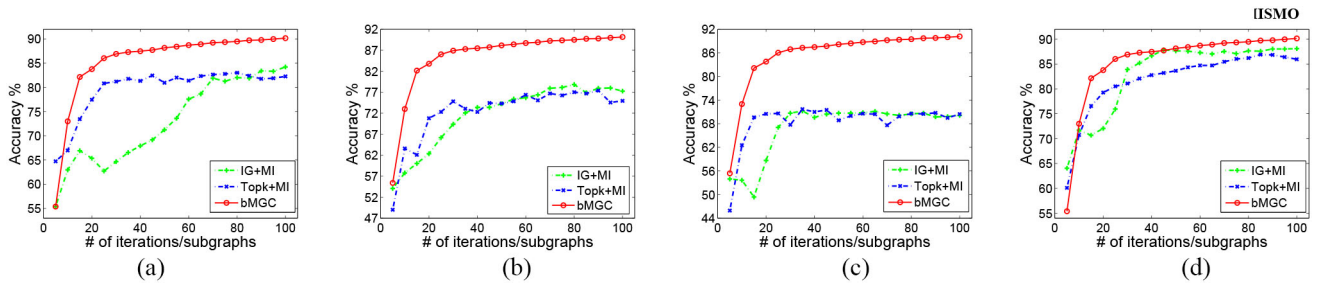 IISMO
Accuracy %
90
85
80
75
70
65
60
55
0 20 40 60 80 100
# of iterations/subgraphs
IG+MI
Topk+MI
bMGC
(a)
Accuracy %
92
87
82
77
72
67
62
57
52
47
0 20 40 60 80 100
# of iterations/subgraphs
IG+MI
Topk+MI
bMGC
(b)
Accuracy %
92
86
80
74
68
62
56
50
44
0 20 40 60 80 100
# of iterations/subgraphs
IG+MI
Topk+MI
bMGC
(c)
Accuracy %
90
85
80
75
70
65
60
55
0 20 40 60 80 100
# of iterations/subgraphs
IG+MI
Topk+MI
bMGC
(d)